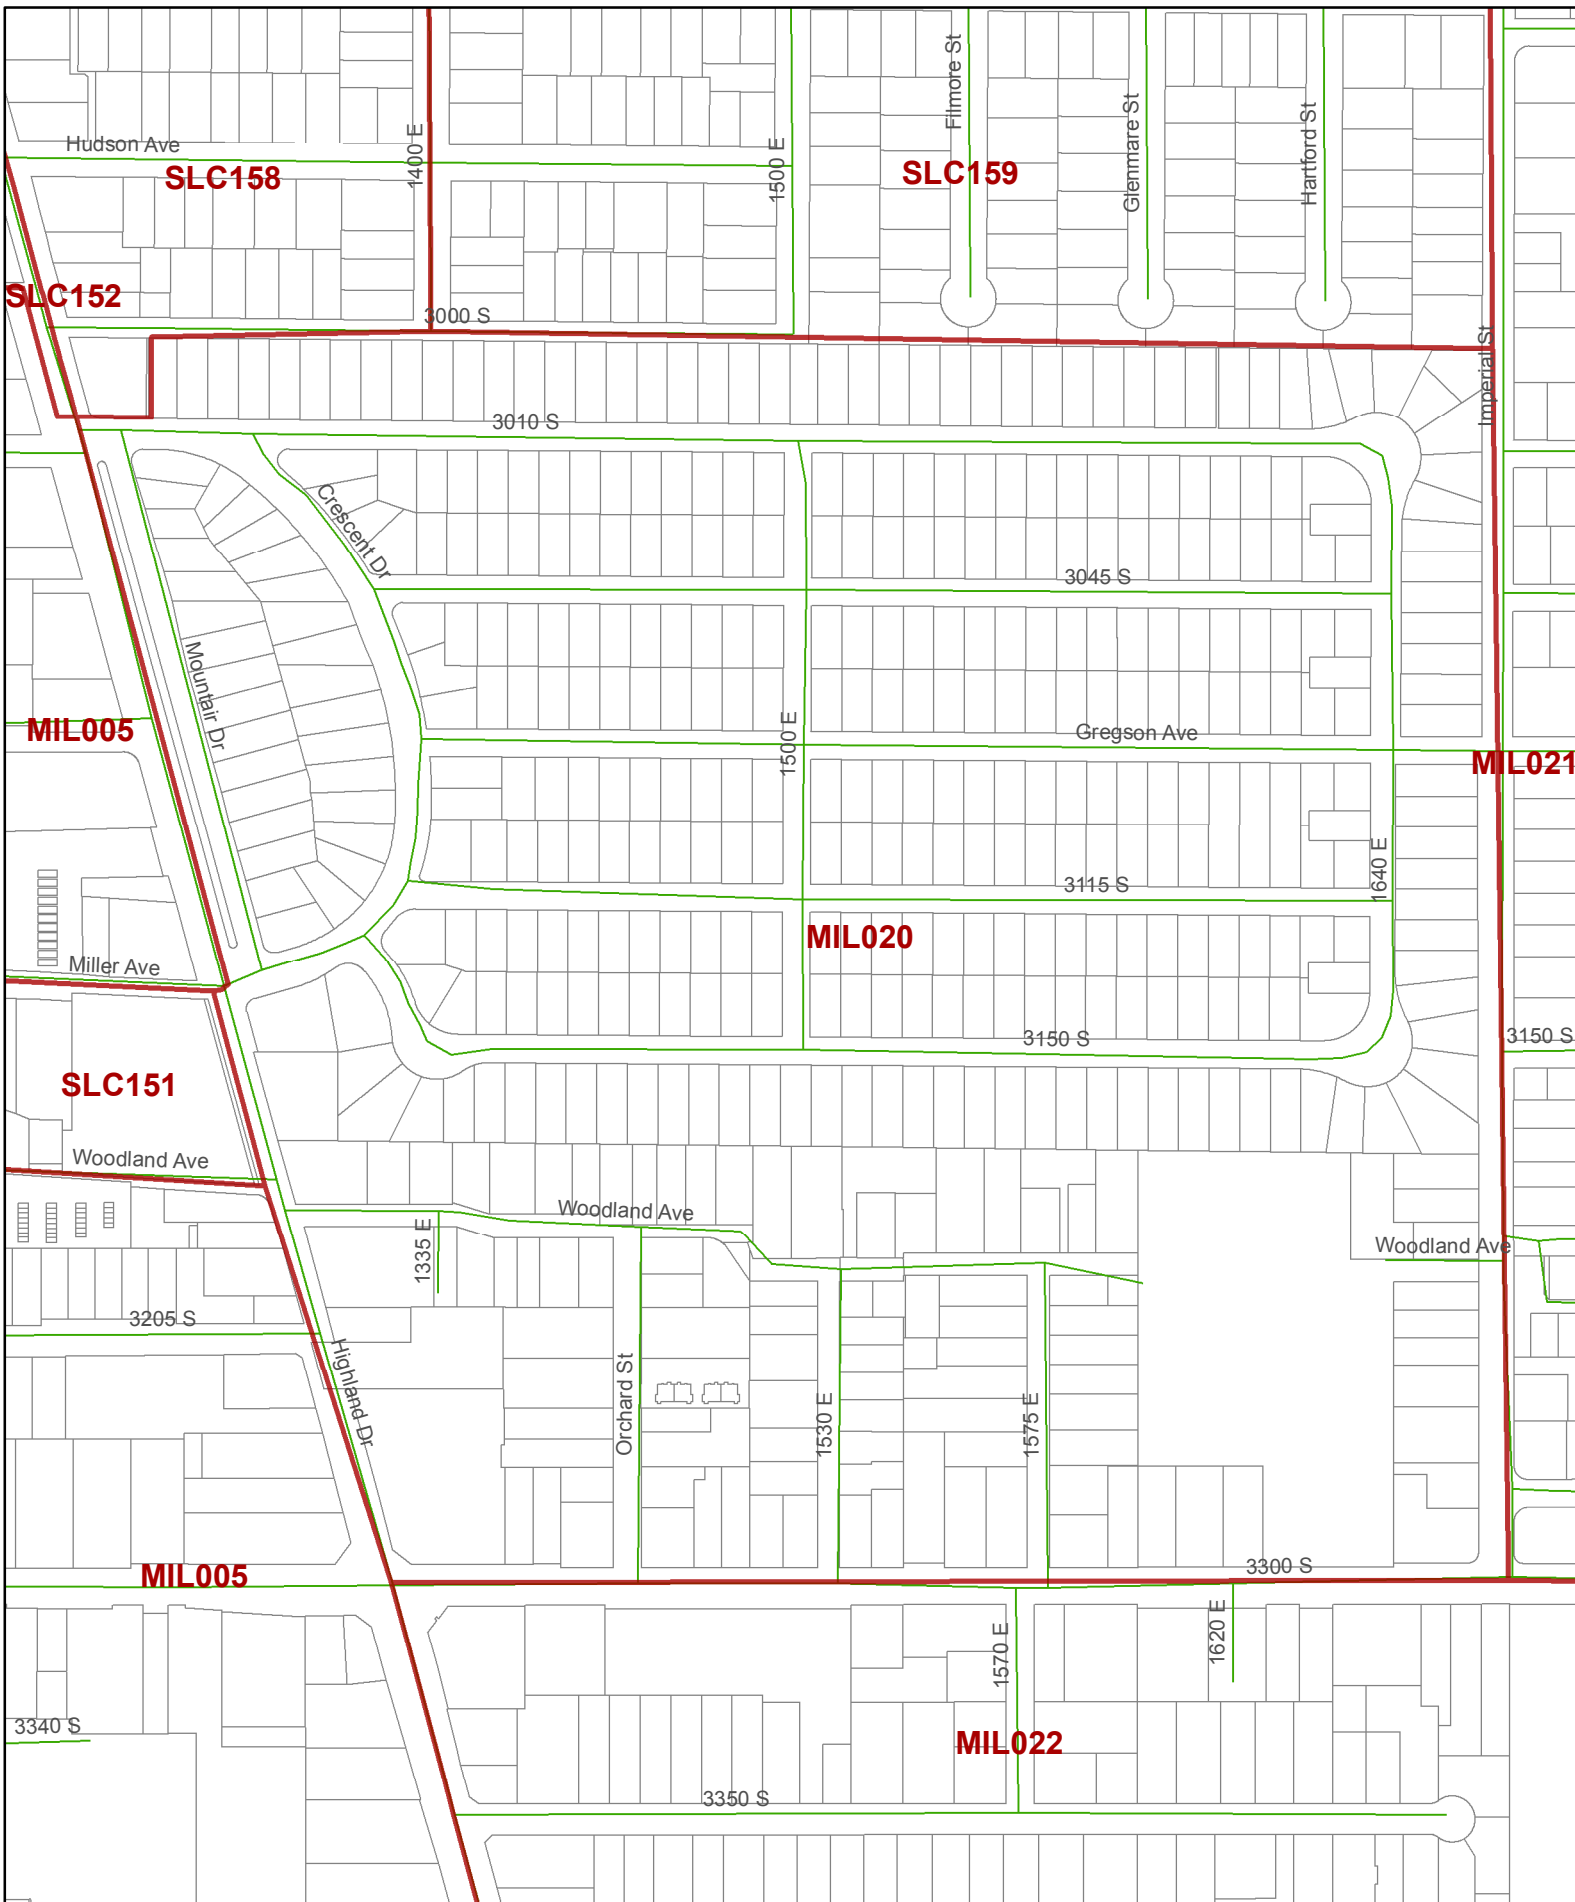 Filmore St
Glenmare St
Hartford St
Hudson Ave
1400 E
1500 E
SLC158
SLC159
SLC152
3000 S
Imperial St
3010 S
Crescent Dr
3045 S
Mountair Dr
MIL005
1500 E
Gregson Ave
MIL021
1640 E
3115 S
MIL020
Miller Ave
3150 S
3150 S
SLC151
Woodland Ave
Woodland Ave
1335 E
Woodland Ave
3205 S
Highland Dr
Orchard St
1530 E
1575 E
MIL005
3300 S
1570 E
1620 E
3340 S
MIL022
3350 S